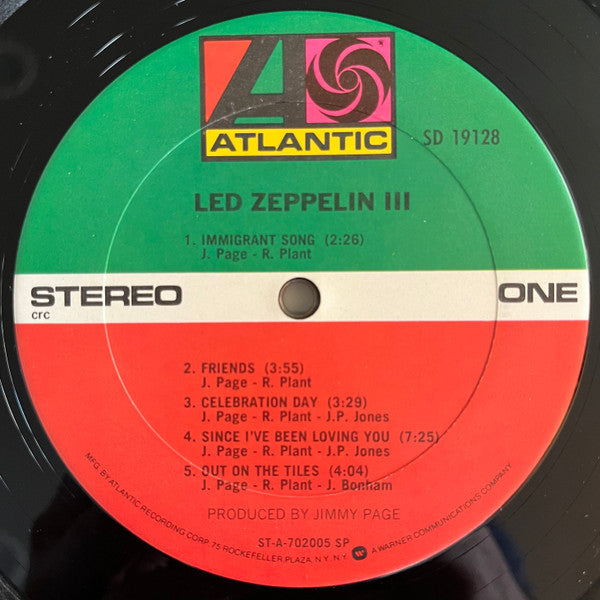 ATLANTIC
SD 19128
LED ZEPPELIN III
1. IMMIGRANT SONG (2:26)
J. Page - R. Plant
STEREO
ONE
crc
2. FRIENDS (3:55)
J. Page - R. Plant
3. CELEBRATION DAY (3:29)
J. Page - R. Plant - J.P. Jones
4. SINCE I'VE BEEN LOVING YOU (7:25)
J. Page - R. Plant - J.P. Jones
5. OUT ON THE TILES (4:04)
J. Page - R. Plant - J. Bonham
PRODUCED BY JIMMY PAGE
ST-A-702005 SP
MFG. BY ATLANTIC RECORDING CORP. 75 ROCKEFELLER PLAZA, N.Y. N.Y. A WARNER COMMUNICATIONS COMPANY